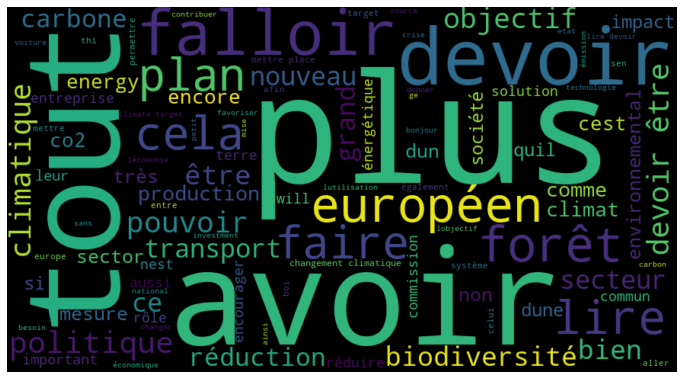 contribuer
target
source
carbone
falloir
devoir
objectif
impact
voiture
thi
permettre
crise
etat
lire devoir
émission
sen
tout
energy
plan
mettre place
nouveau
afin
énergétique
donner
ge
solution
technologie
climatique
entreprise
encore
grand
société
cest
environnemental
devoir être
mettre
climate target
favoriser
co2
cela
petit
mise
plus
bonjour
dun
quil
leur
léconomie
être
terre
très
production
will
lutilisation
également
comme
climat
européen
entre
sans
pouvoir
faire
lobjectif
forêt
europe
sector
transport
investment
nest
encourager
changement climatique
commission
système
carbon
si
aussi
ce
avoir
non
secteur
national
mesure
rôle
boi
dune
celui
commun
lire
besoin
changer
ainsi
politique
important
réduction
réduire
biodiversité
bien
économique
aller